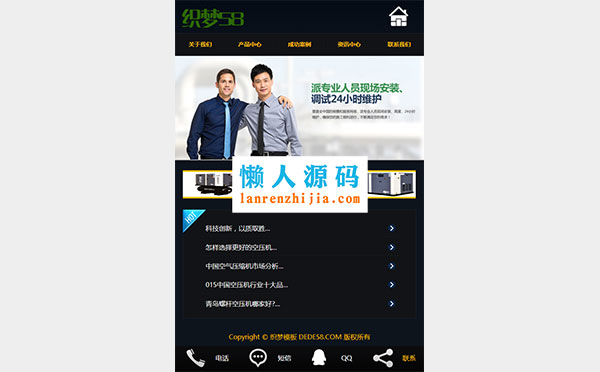 织梦58
关于我们 产品中心 成功案例 资讯中心 联系我们
派专业人员现场安装、
调试24小时维护
懒人源码
lanrenzhijia.com
HOT
科技创新，以质取胜...
怎样选择更好的空压机...
中国空气压缩机市场分析...
015中国空压机行业十大品...
青岛螺杆空压机哪家好?...
Copyright © 织梦模板 DEDE58.COM 版权所有
电话 短信 QQ 联系